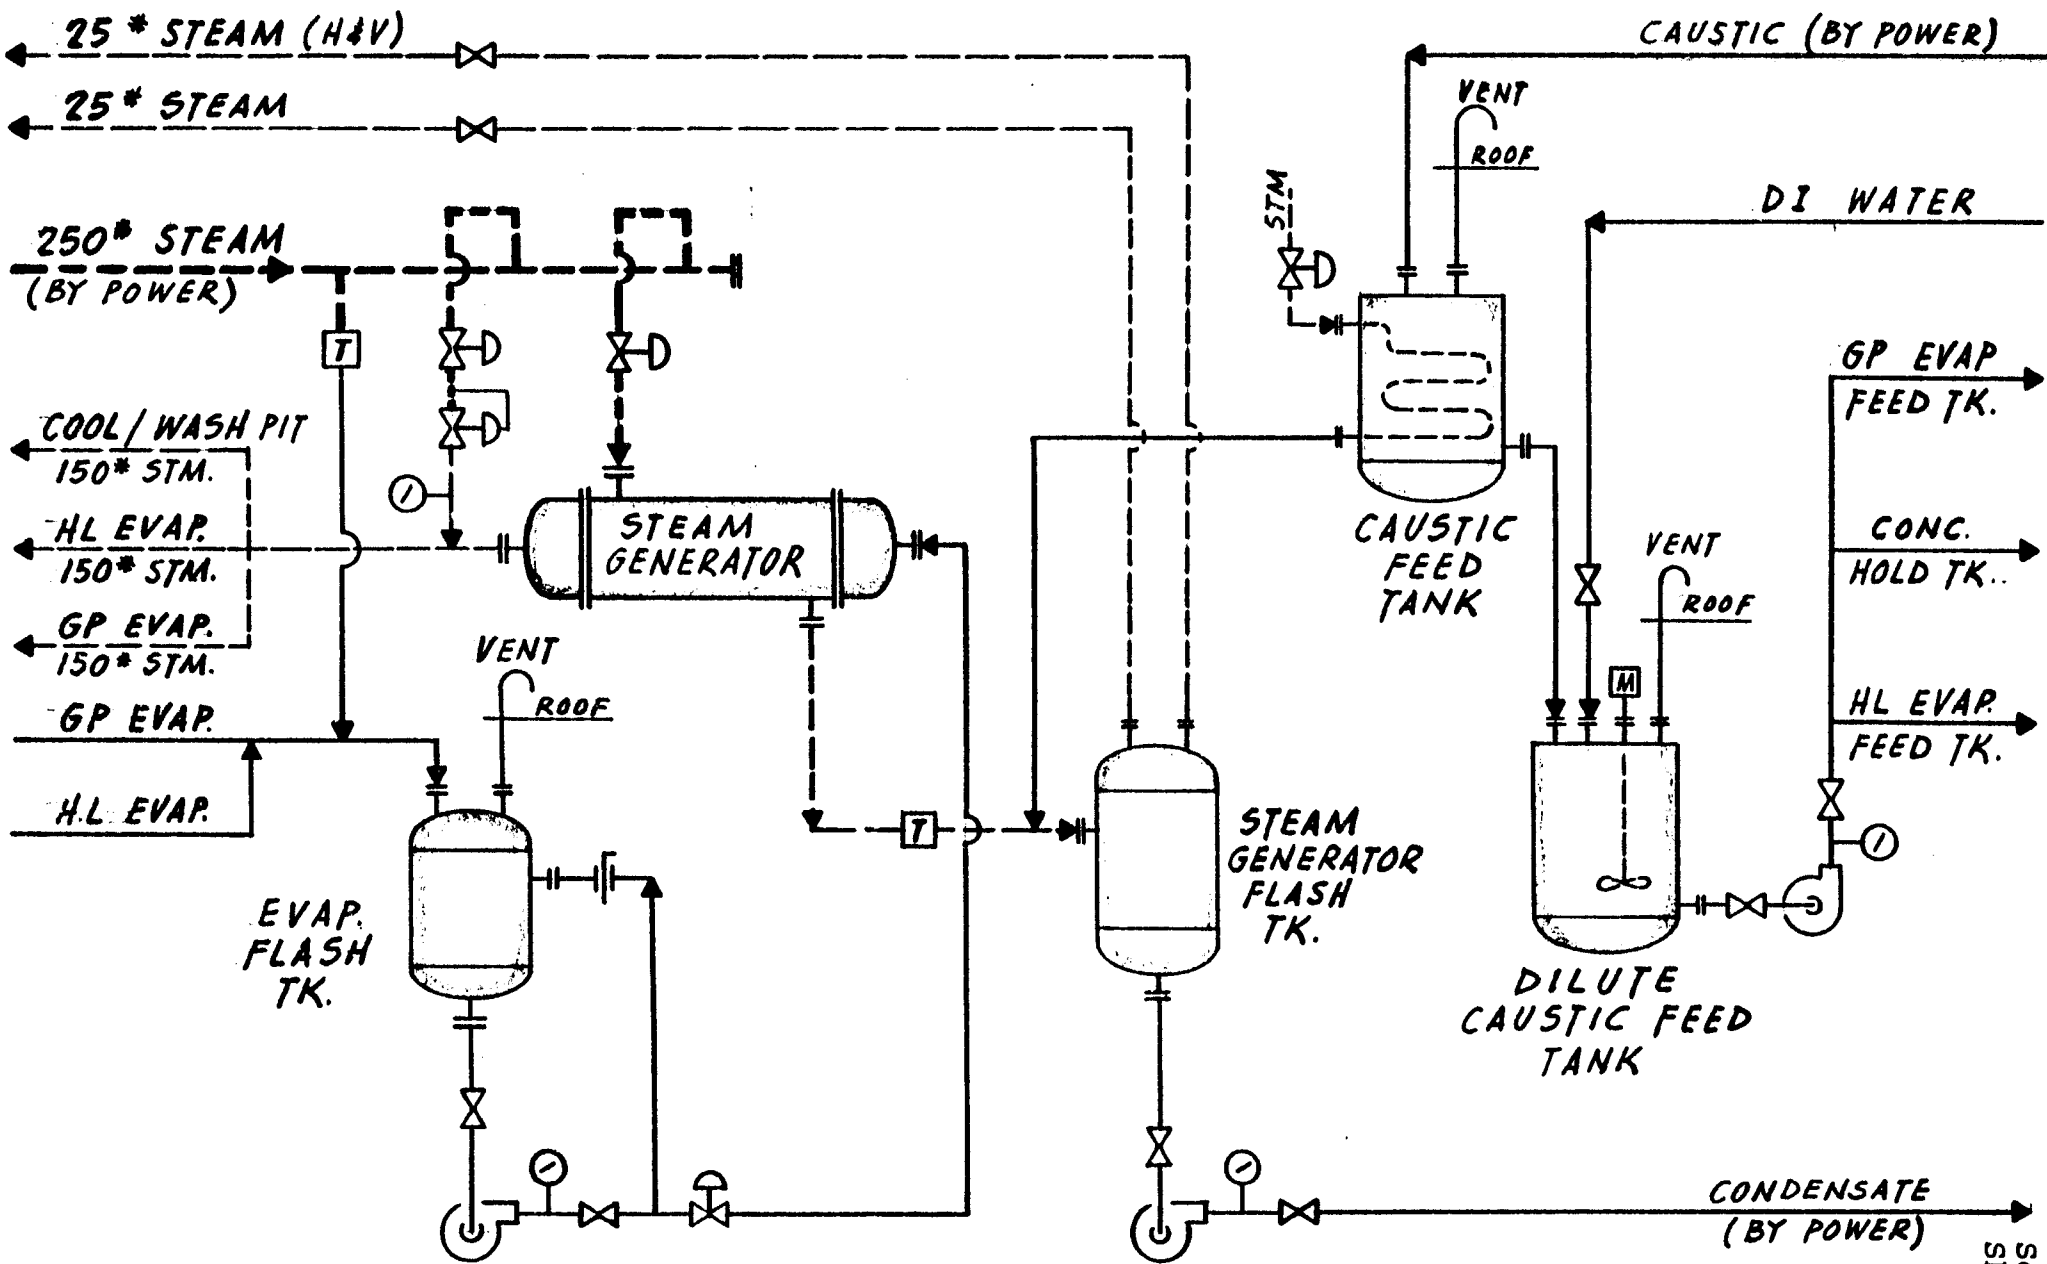 25 # STEAM (H&V)
25 # STEAM
250# STEAM
(BY POWER)
T
COOL/WASH PIT
150# STM.
HL EVAP.
150# STM.
GP EVAP.
150# STM.
GP EVAP.
H.L EVAP.
VENT
ROOF
EVAP.
FLASH
TK.
STEAM
GENERATOR
T
STEAM
GENERATOR
FLASH
TK.
STM
CAUSTIC (BY POWER)
VENT
ROOF
DI WATER
CAUSTIC
FEED
TANK
VENT
ROOF
M
DILUTE
CAUSTIC FEED
TANK
GP EVAP
FEED TK.
CONC.
HOLD TK..
HL EVAP.
FEED TK.
CONDENSATE
(BY POWER)